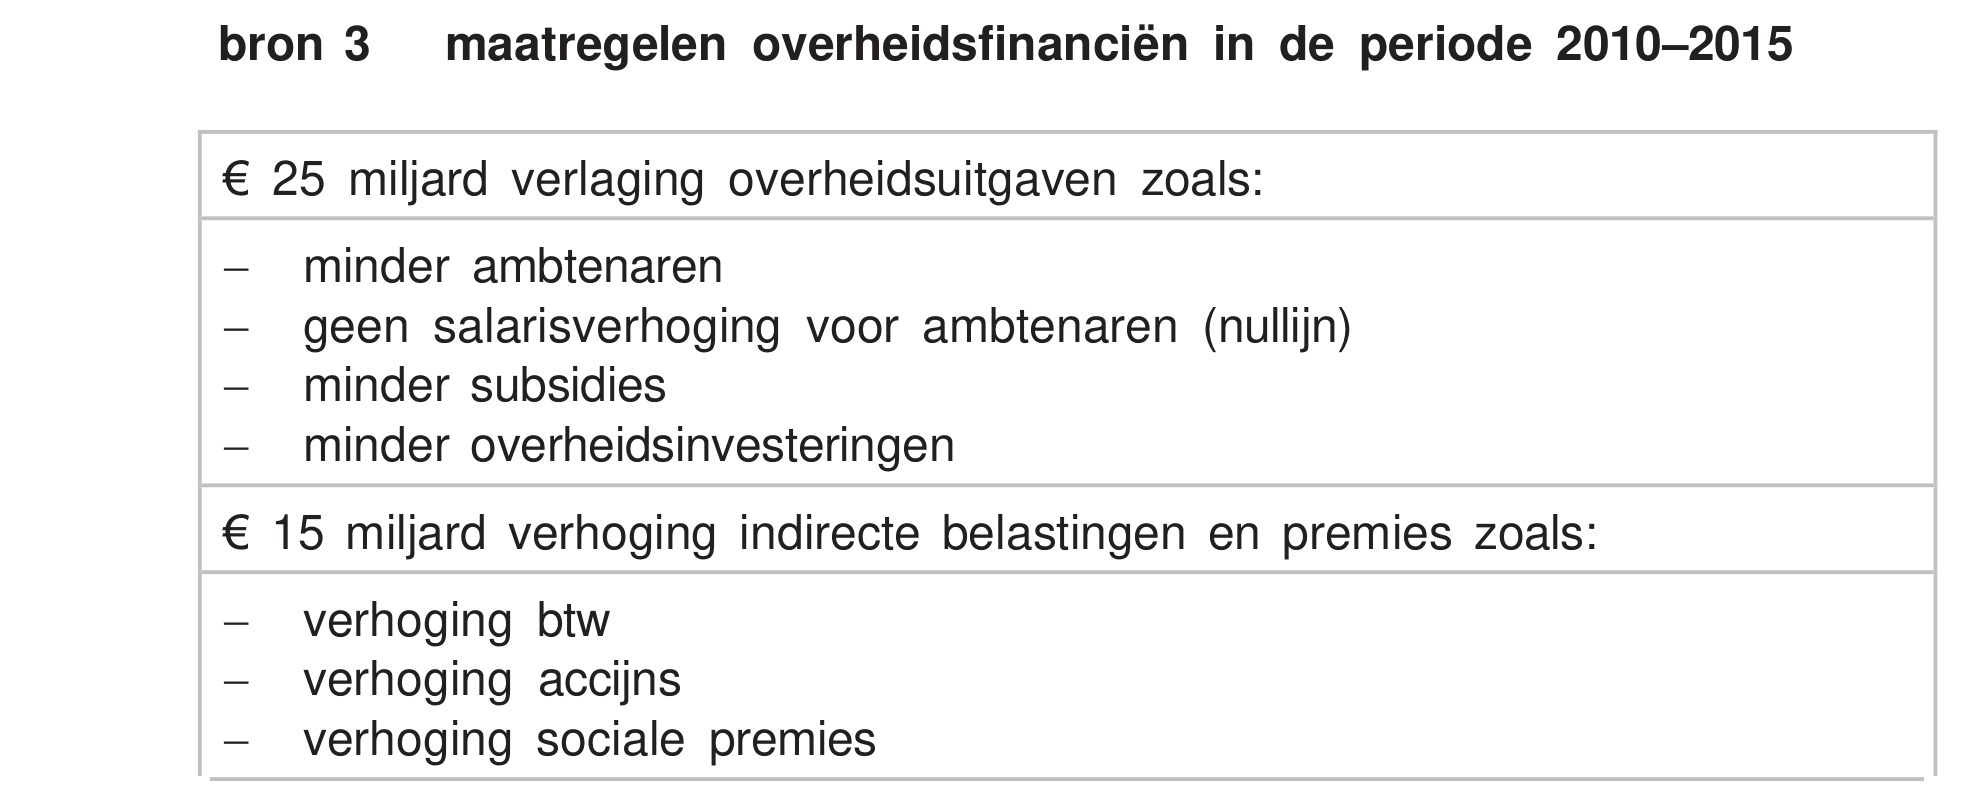 bron 3 maatregelen overheidsfinanciën in de periode 2010–2015
€ 25 miljard verlaging overheidsuitgaven zoals:
– minder ambtenaren
– geen salarisverhoging voor ambtenaren (nullijn)
– minder subsidies
– minder overheidsinvesteringen
€ 15 miljard verhoging indirecte belastingen en premies zoals:
– verhoging btw
– verhoging accijns
– verhoging sociale premies